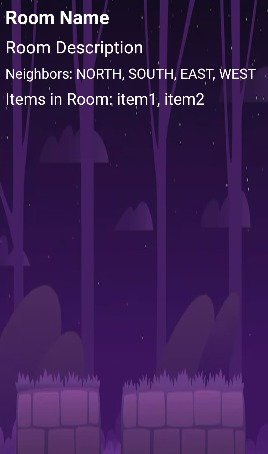 Room Name
Room Description
Neighbors: NORTH, SOUTH, EAST, WEST
Items in Room: item1, item2